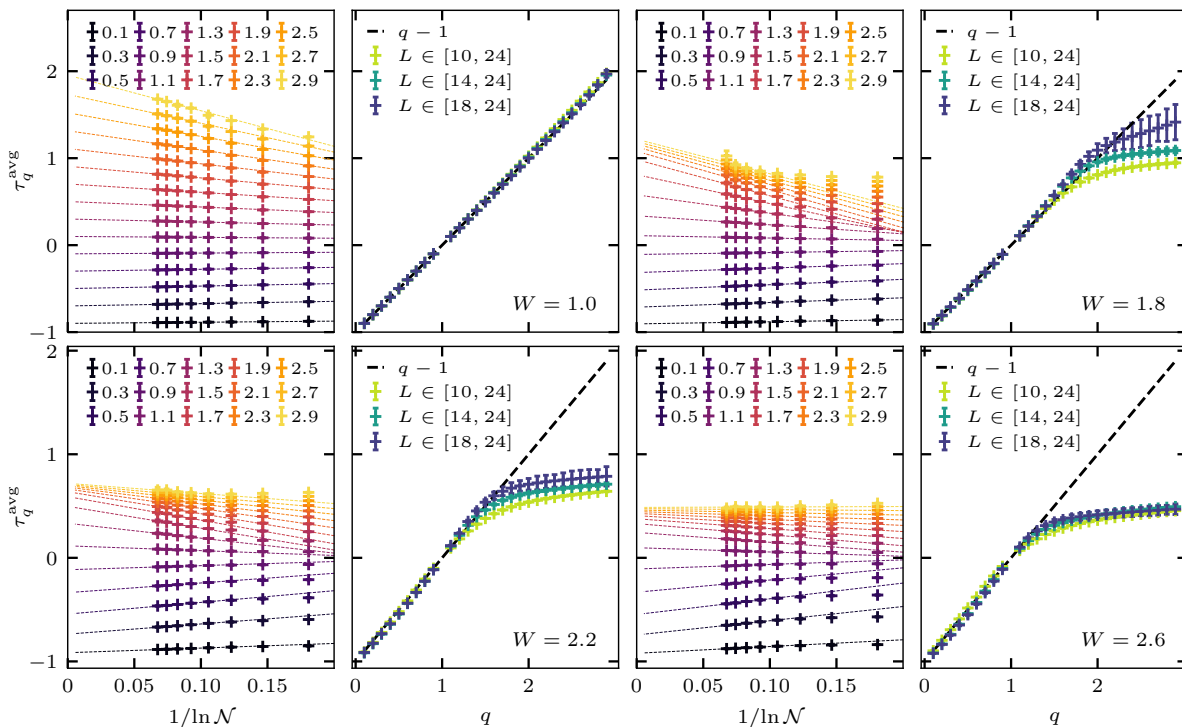 0.1 0.7 1.3 1.9 2.5
0.3 0.9 1.5 2.1 2.7
0.5 1.1 1.7 2.3 2.9
2
1
0
−1
τ_q^avg
q − 1
L ∈ [10, 24]
L ∈ [14, 24]
L ∈ [18, 24]
W = 1.0
0.1 0.7 1.3 1.9 2.5
0.3 0.9 1.5 2.1 2.7
0.5 1.1 1.7 2.3 2.9
q − 1
L ∈ [10, 24]
L ∈ [14, 24]
L ∈ [18, 24]
W = 1.8
0.1 0.7 1.3 1.9 2.5
0.3 0.9 1.5 2.1 2.7
0.5 1.1 1.7 2.3 2.9
2
1
0
−1
τ_q^avg
0 0.05 0.10 0.15
1/ln 𝒩
q − 1
L ∈ [10, 24]
L ∈ [14, 24]
L ∈ [18, 24]
W = 2.2
0 1 2
q
0.1 0.7 1.3 1.9 2.5
0.3 0.9 1.5 2.1 2.7
0.5 1.1 1.7 2.3 2.9
0 0.05 0.10 0.15
1/ln 𝒩
q − 1
L ∈ [10, 24]
L ∈ [14, 24]
L ∈ [18, 24]
W = 2.6
0 1 2
q